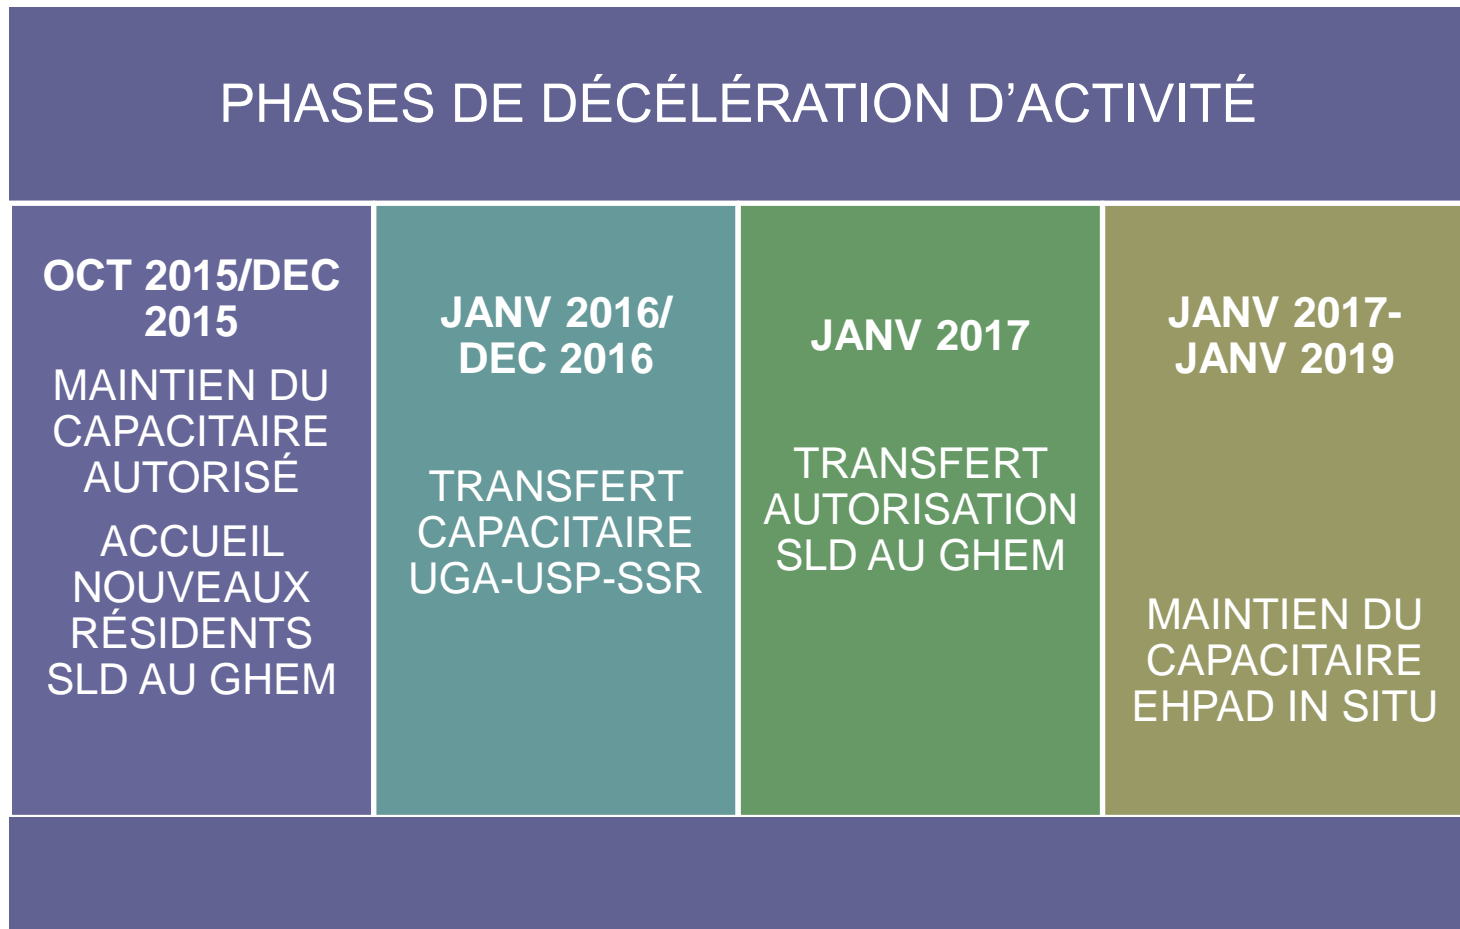 PHASES DE DÉCÉLÉRATION D’ACTIVITÉ
OCT 2015/DEC
2015
MAINTIEN DU
CAPACITAIRE
AUTORISÉ
ACCUEIL
NOUVEAUX
RÉSIDENTS
SLD AU GHEM
JANV 2016/
DEC 2016
TRANSFERT
CAPACITAIRE
UGA-USP-SSR
JANV 2017
TRANSFERT
AUTORISATION
SLD AU GHEM
JANV 2017-
JANV 2019
MAINTIEN DU
CAPACITAIRE
EHPAD IN SITU